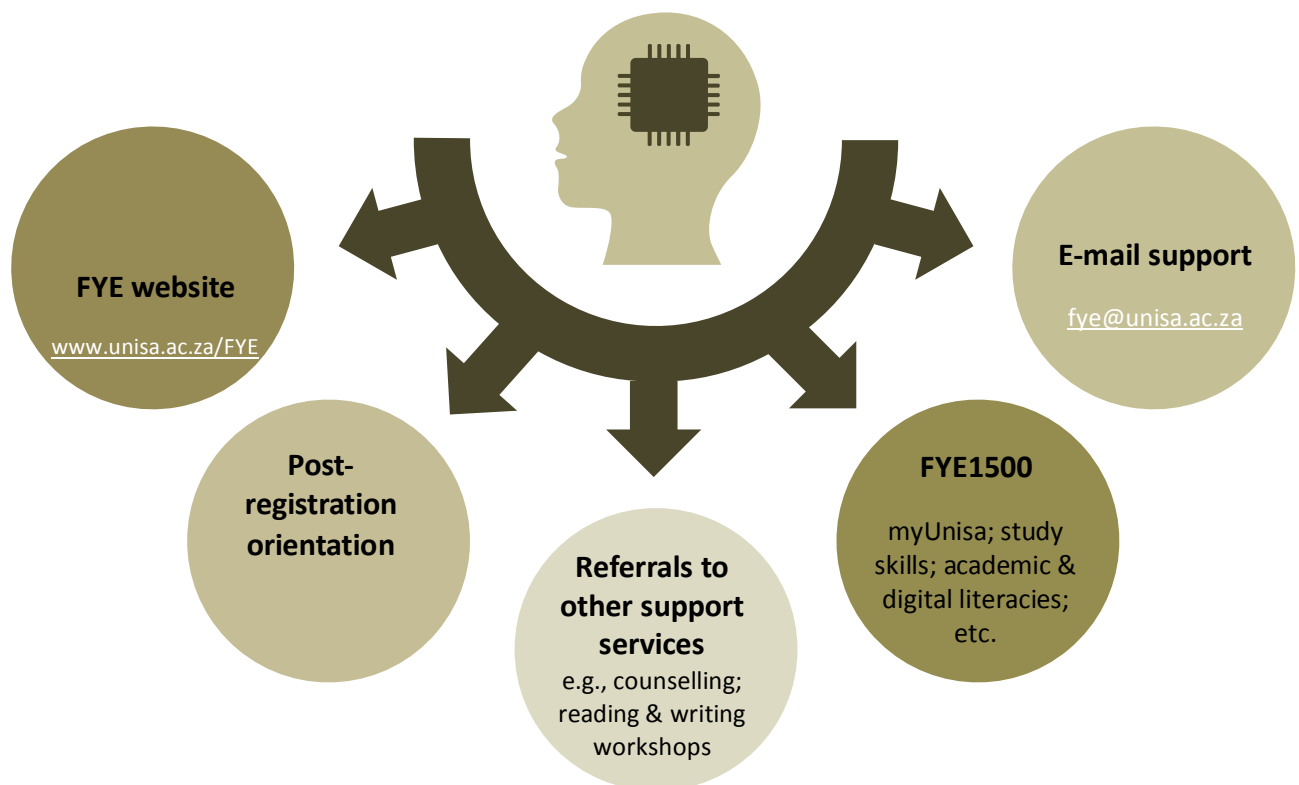 FYE website
www.unisa.ac.za/FYE
Post-
registration
orientation
Referrals to
other support
services
e.g., counselling;
reading & writing
workshops
FYE1500
myUnisa; study
skills; academic &
digital literacies;
etc.
E-mail support
fye@unisa.ac.za